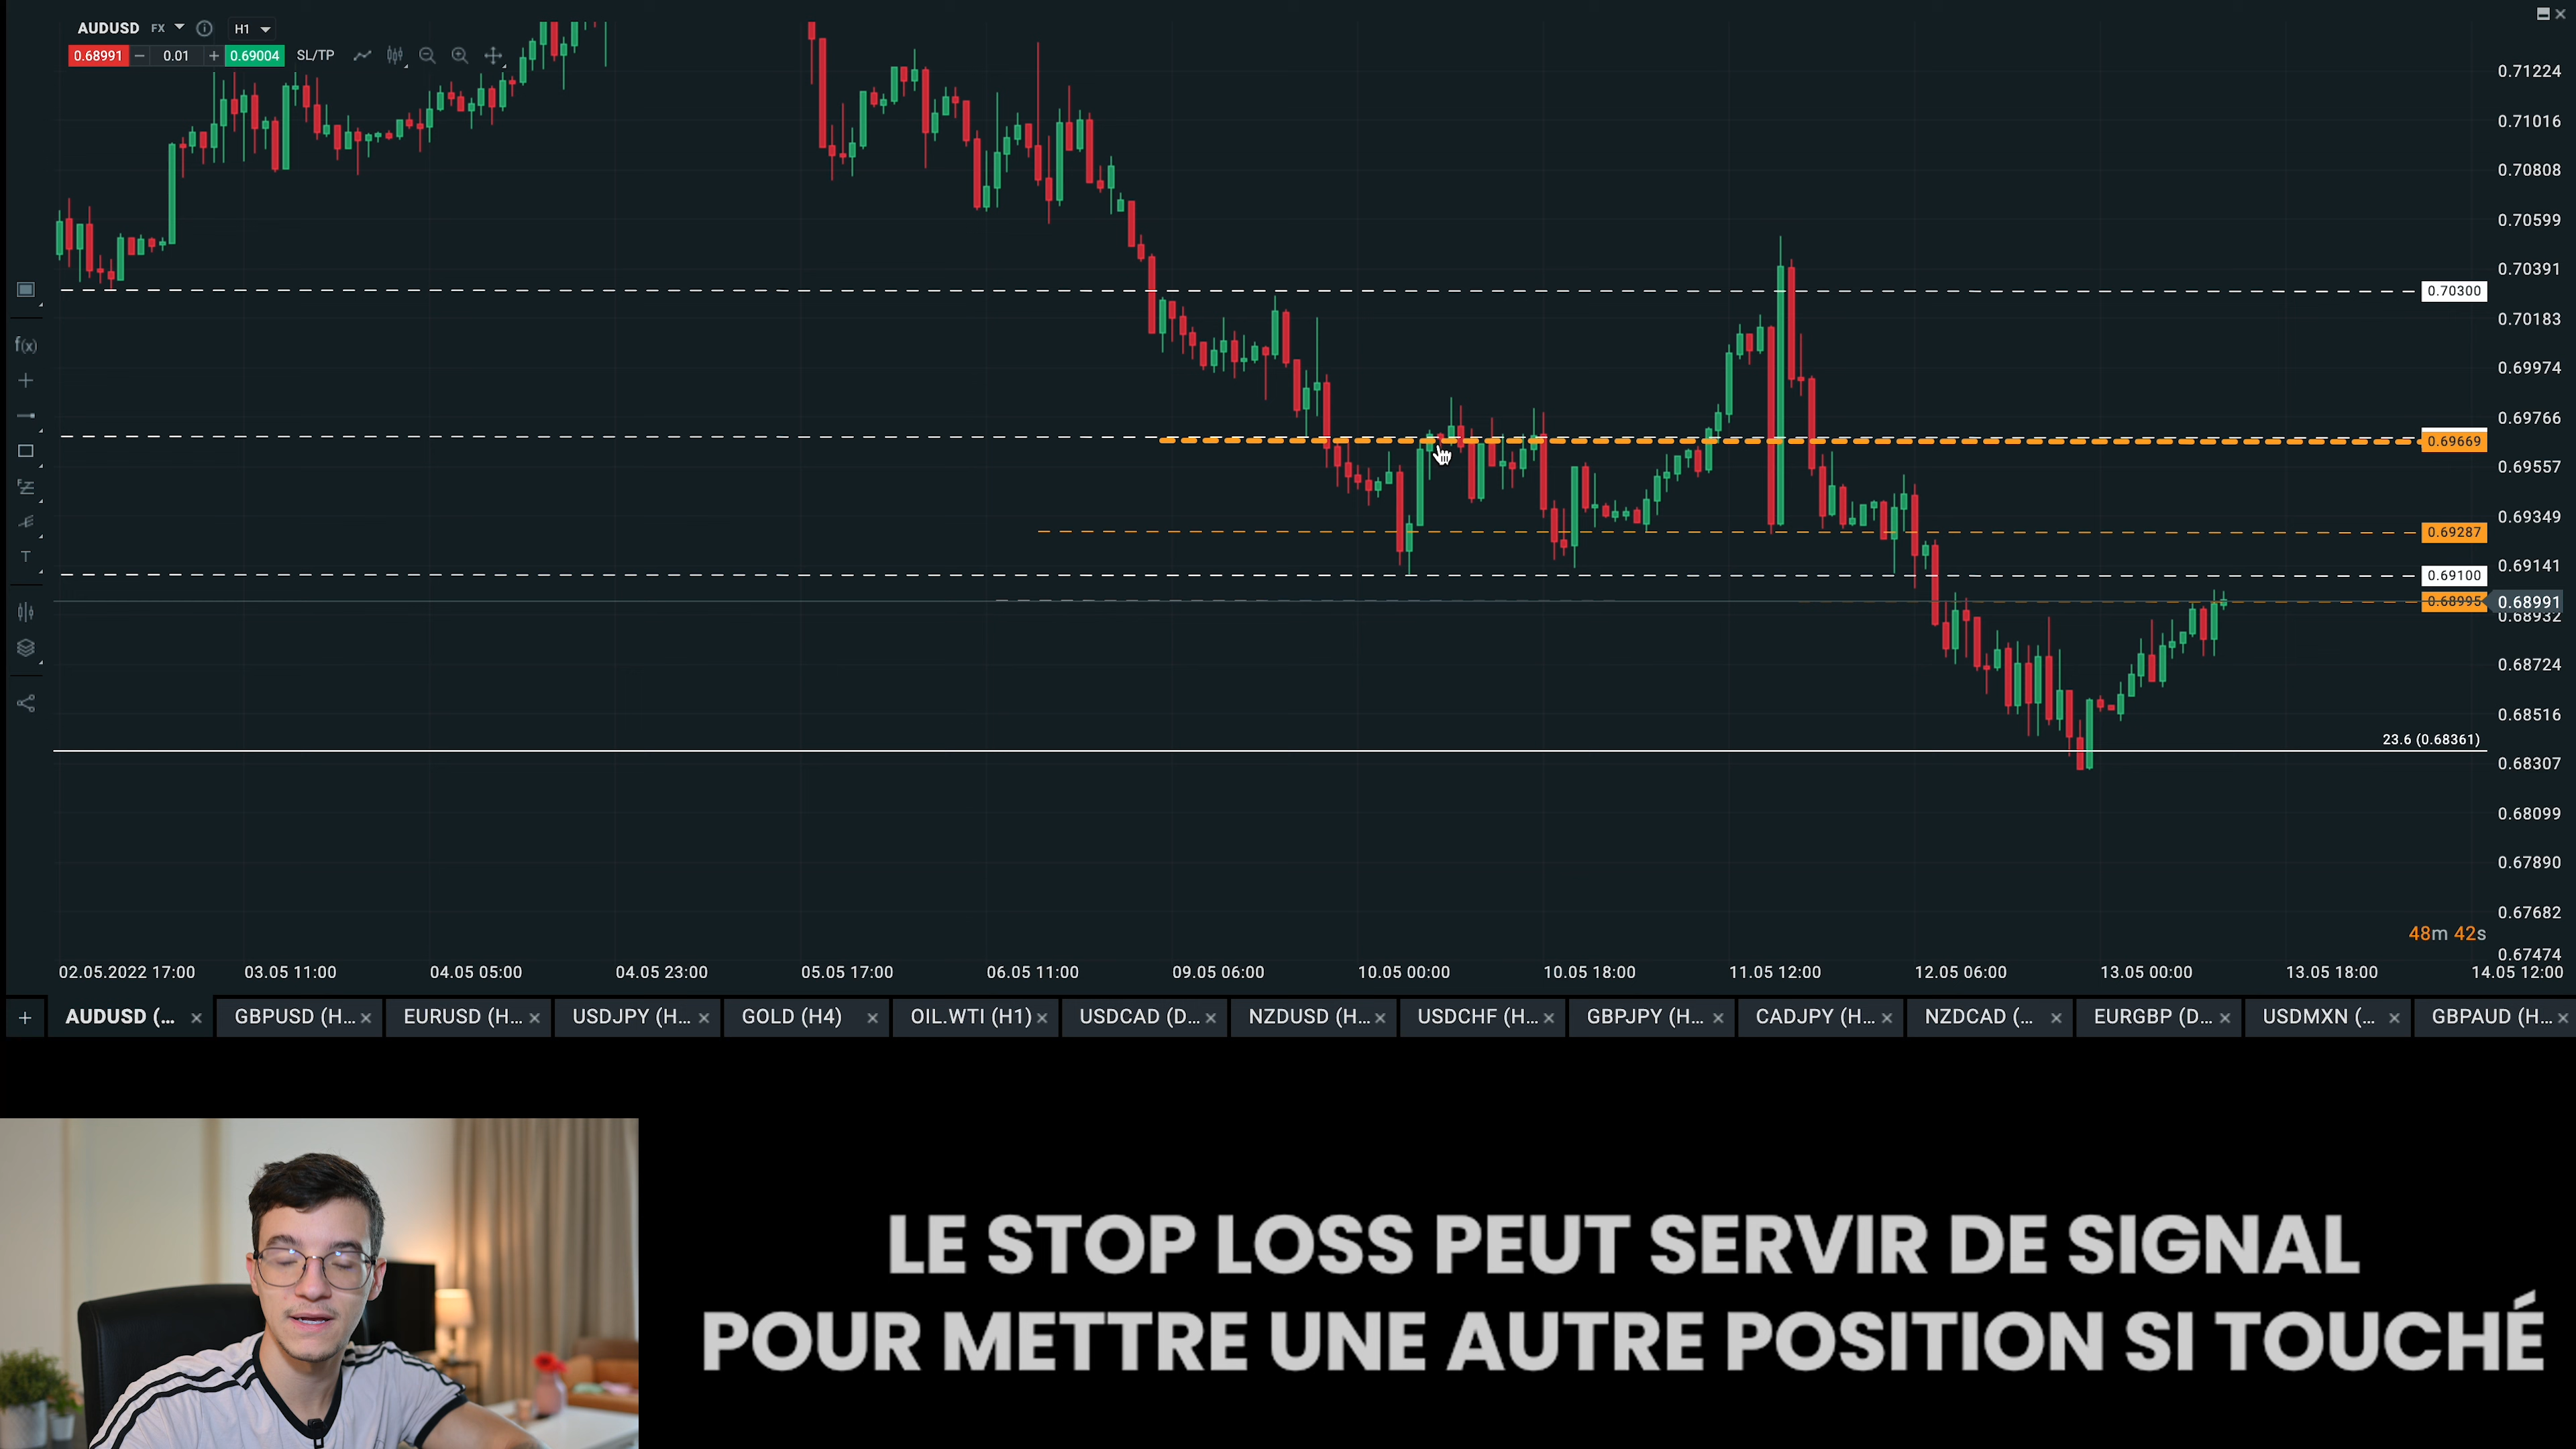 AUDUSD FX H1
0.68991 0.01 0.69004 SL/TP
0.71224
0.71016
0.70808
0.70599
0.70391
0.70300
0.70183
0.69974
0.69766
0.69669
0.69557
0.69349
0.69287
0.69141
0.69100
0.68995 0.68991
0.68932
0.68724
0.68516
23.6 (0.68361)
0.68307
0.68099
0.67890
0.67682
48m 42s
0.67474
02.05.2022 17:00 03.05 11:00 04.05 05:00 04.05 23:00 05.05 17:00 06.05 11:00 09.05 06:00 10.05 00:00 10.05 18:00 11.05 12:00 12.05 06:00 13.05 00:00 13.05 18:00 14.05 12:00
AUDUSD (... GBPUSD (H... EURUSD (H... USDJPY (H... GOLD (H4) OIL.WTI (H1) USDCAD (D... NZDUSD (H... USDCHF (H... GBPJPY (H... CADJPY (H... NZDCAD (... EURGBP (D... USDMXN (... GBPAUD (H...
f(x)
T
LE STOP LOSS PEUT SERVIR DE SIGNAL
POUR METTRE UNE AUTRE POSITION SI TOUCHÉ